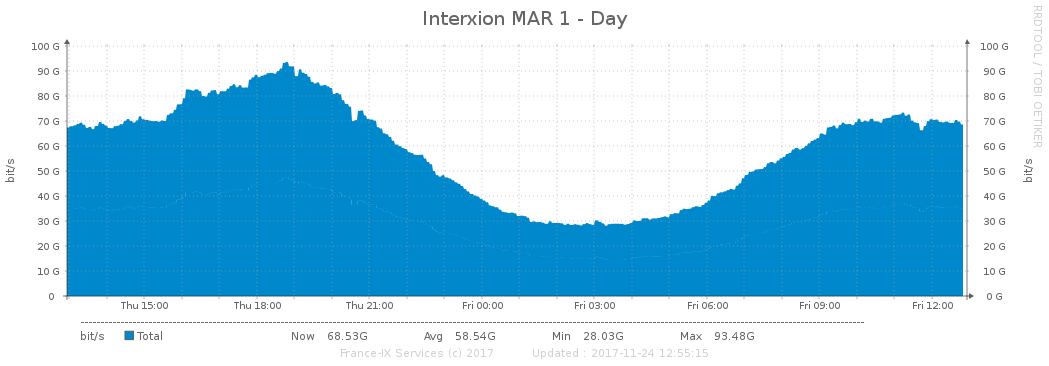 Interxion MAR 1 - Day
RRDTOOL / TOBI OETIKER
100 G 100 G
90 G 90 G
80 G 80 G
70 G 70 G
60 G 60 G
50 G 50 G
40 G 40 G
30 G 30 G
20 G 20 G
10 G 10 G
0 0 G
bit/s bit/s
Thu 15:00 Thu 18:00 Thu 21:00 Fri 00:00 Fri 03:00 Fri 06:00 Fri 09:00 Fri 12:00
bit/s Total Now 68.53G Avg 58.54G Min 28.03G Max 93.48G
France-IX Services (c) 2017 Updated : 2017-11-24 12:55:15